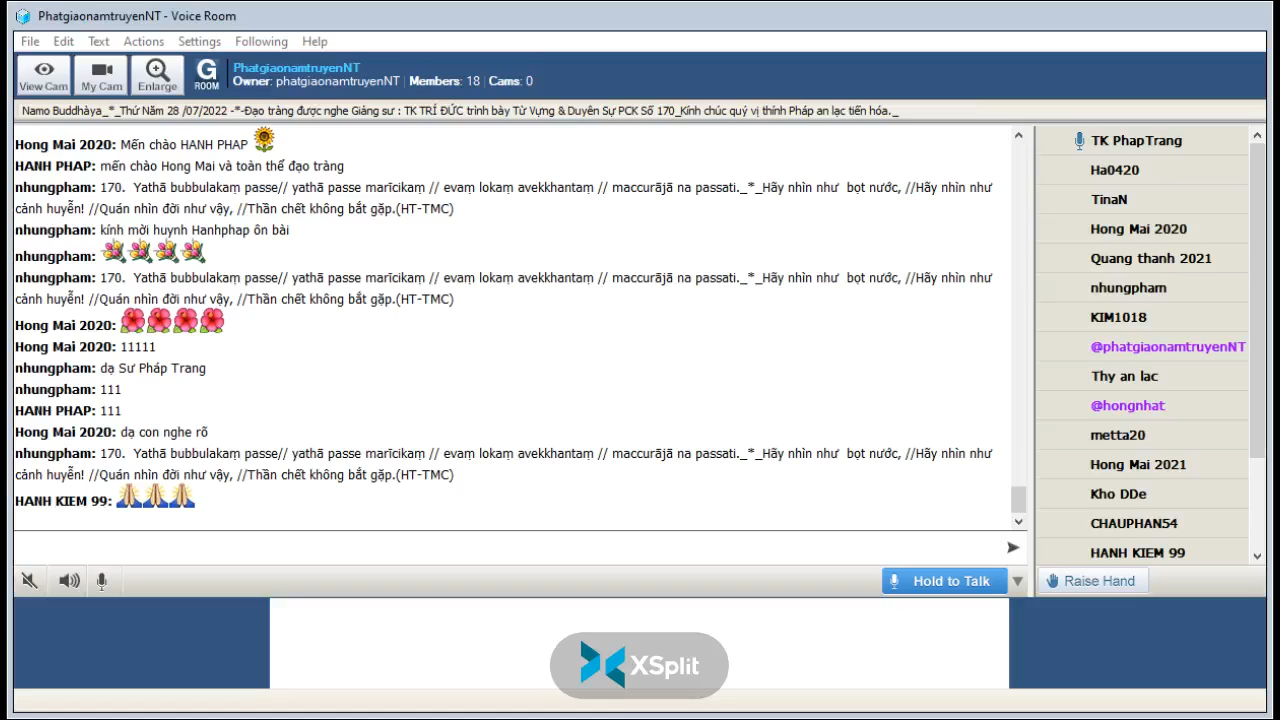 PhatgiaonamtruyenNT - Voice Room
File Edit Text Actions Settings Following Help
View Cam My Cam Enlarge G ROOM
PhatgiaonamtruyenNT
Owner: phatgiaonamtruyenNT Members: 18 Cams: 0
Namo Buddhàya_*_Thứ Năm 28 /07/2022 -*-Đạo tràng được nghe Giảng sư : TK TRÍ ĐỨC trình bày Từ Vựng & Duyên Sự PCK Số 170_Kính chúc quý vị thính Pháp an lạc tiến hóa._
Hong Mai 2020: Mến chào HANH PHAP
HANH PHAP: mến chào Hong Mai và toàn thể đạo tràng
nhungpham: 170. Yathā bubbulakaṃ passe// yathā passe marīcikaṃ // evaṃ lokaṃ avekkhantaṃ // maccurājā na passati._*_Hãy nhìn như bọt nước, //Hãy nhìn như
cảnh huyễn! //Quán nhìn đời như vậy, //Thần chết không bắt gặp.(HT-TMC)
nhungpham: kính mời huynh Hanhphap ôn bài
nhungpham:
nhungpham: 170. Yathā bubbulakaṃ passe// yathā passe marīcikaṃ // evaṃ lokaṃ avekkhantaṃ // maccurājā na passati._*_Hãy nhìn như bọt nước, //Hãy nhìn như
cảnh huyễn! //Quán nhìn đời như vậy, //Thần chết không bắt gặp.(HT-TMC)
Hong Mai 2020:
Hong Mai 2020: 11111
nhungpham: dạ Sư Pháp Trang
nhungpham: 111
HANH PHAP: 111
Hong Mai 2020: dạ con nghe rõ
nhungpham: 170. Yathā bubbulakaṃ passe// yathā passe marīcikaṃ // evaṃ lokaṃ avekkhantaṃ // maccurājā na passati._*_Hãy nhìn như bọt nước, //Hãy nhìn như
cảnh huyễn! //Quán nhìn đời như vậy, //Thần chết không bắt gặp.(HT-TMC)
HANH KIEM 99:
TK PhapTrang
Ha0420
TinaN
Hong Mai 2020
Quang thanh 2021
nhungpham
KIM1018
@phatgiaonamtruyenNT
Thy an lac
@hongnhat
metta20
Hong Mai 2021
Kho DDe
CHAUPHAN54
HANH KIEM 99
Hold to Talk
Raise Hand
XSplit